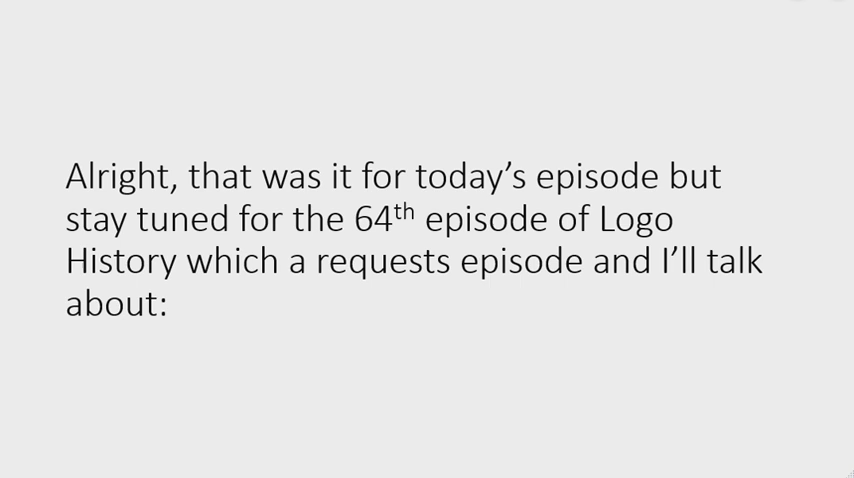 Alright, that was it for today’s episode but
stay tuned for the 64th episode of Logo
History which a requests episode and I’ll talk
about: